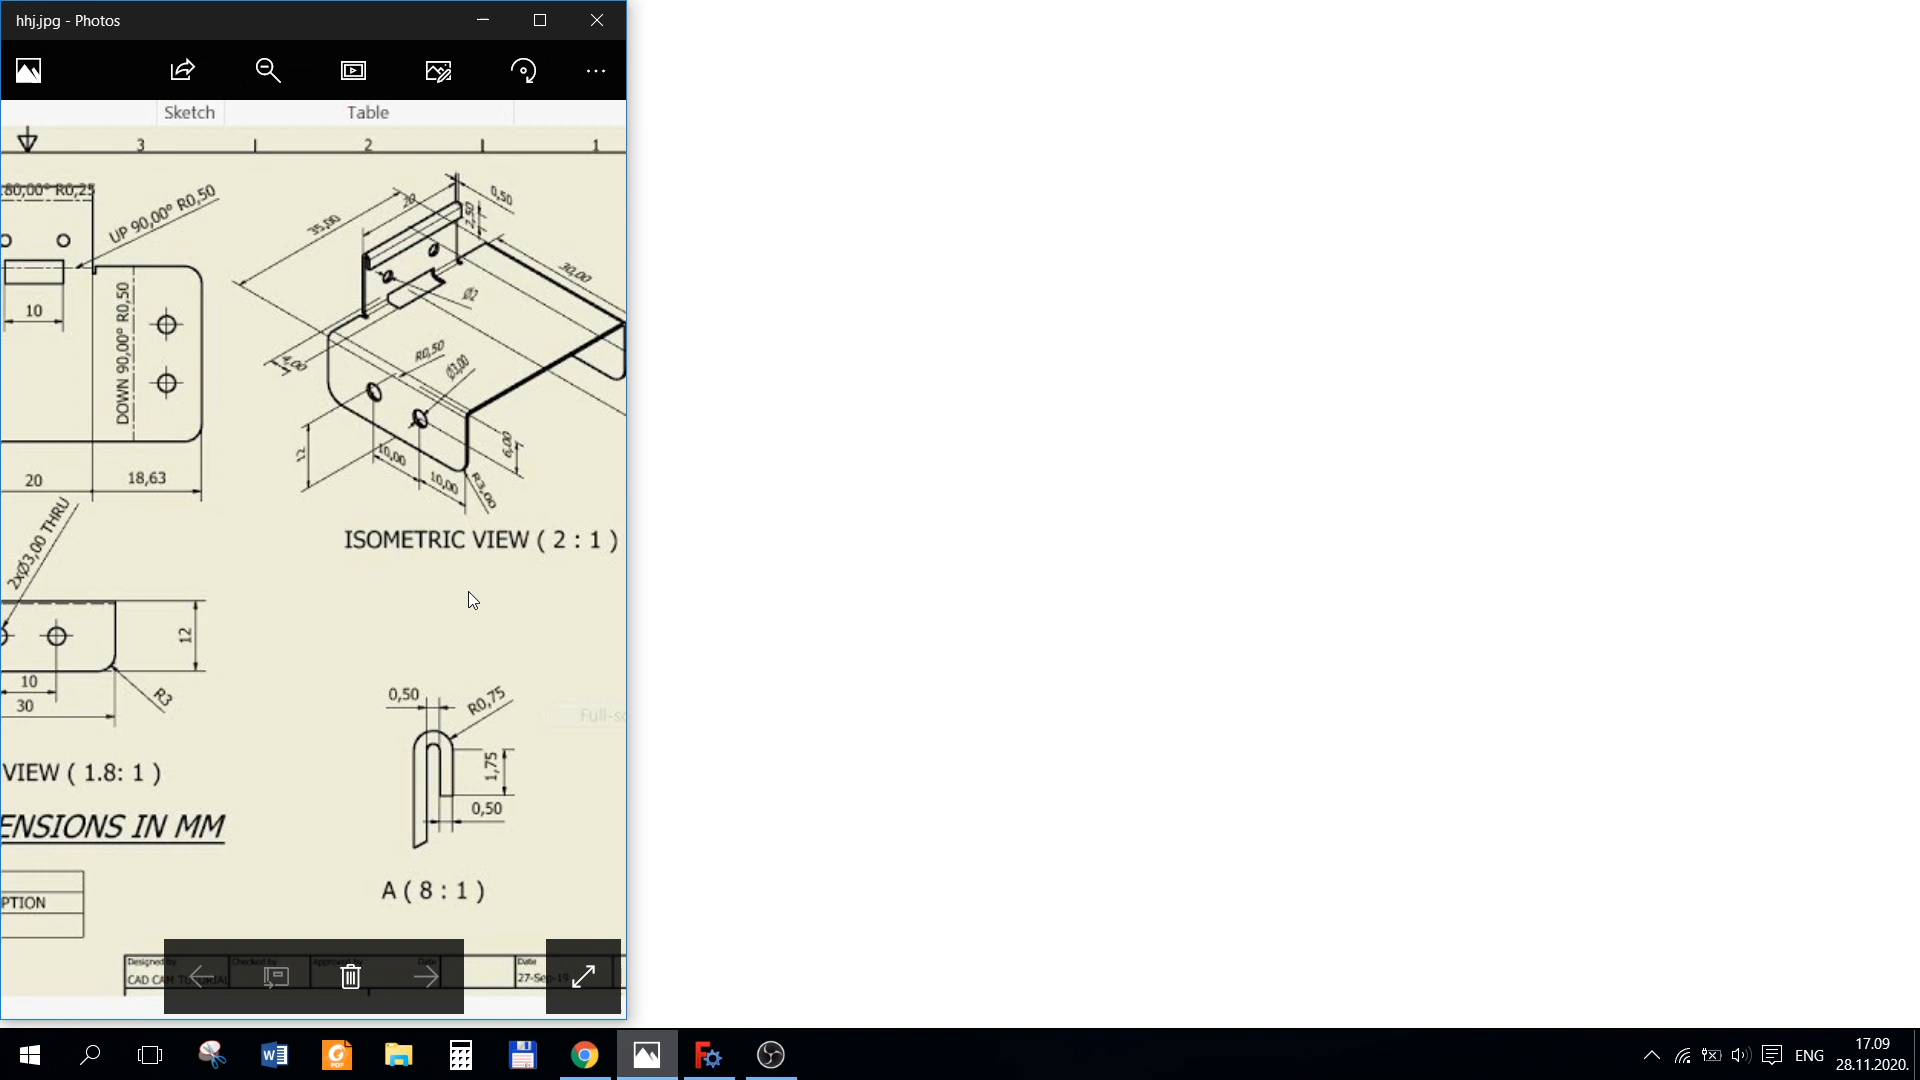 hhj.jpg - Photos
Sketch
Table
3
2
1
180,00° R0,25
UP 90,00° R0,50
10
DOWN 90,00° R0,50
20
18,63
35,00
20
0,50
2,50
30,00
Ø2
4,00
R0,50
Ø3,00
12
10,00
10,00
6,00
R3,00
ISOMETRIC VIEW ( 2 : 1 )
2xØ3,00 THRU
12
10
30
R3
0,50
R0,75
1,75
0,50
VIEW ( 1.8: 1 )
ENSIONS IN MM
A ( 8 : 1 )
PTION
Designed by
Checked by
Approved by
Date
Date
CAD CAM TUTORIAL
27-Sep-19
Full-sc
ENG
17.09
28.11.2020.